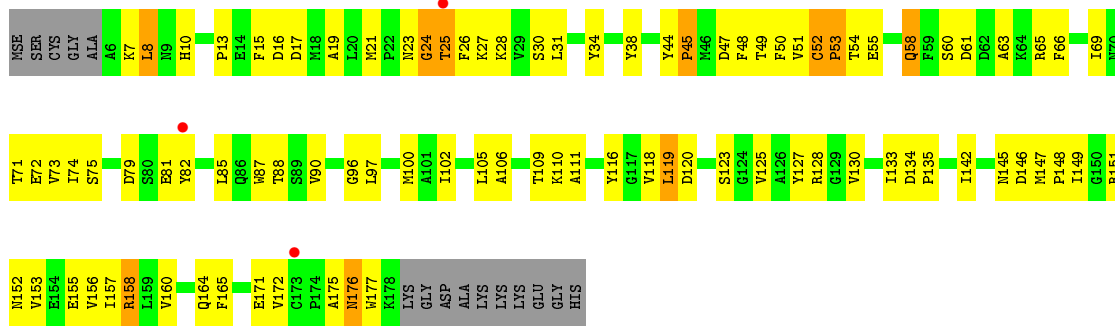 MSE SER CYS GLY ALA A6 K7 L8 N9 H10 P13 E14 F15 D16 D17 M18 A19 L20 M21 P22 N23 G24 T25 F26 K27 K28 V29 S30 L31 Y34 Y38 Y44 P45 M46 D47 F48 T49 F50 V51 C52 P53 T54 E55 Q58 F59 S60 D61 D62 A63 K64 R65 F66 I69 N70
T71 E72 V73 I74 S75 D79 S80 E81 Y82 L85 Q86 W87 T88 S89 V90 G96 L97 M100 A101 I102 L105 A106 T109 K110 A111 Y116 G117 V118 L119 D120 S123 G124 V125 A126 Y127 R128 G129 V130 I133 D134 P135 I142 N145 D146 M147 P148 I149 G150 R151
N152 V153 E154 E155 V156 I157 R158 L159 V160 Q164 F165 E171 V172 C173 P174 A175 N176 W177 K178 LYS GLY ASP ALA LYS LYS LYS GLU GLY HIS